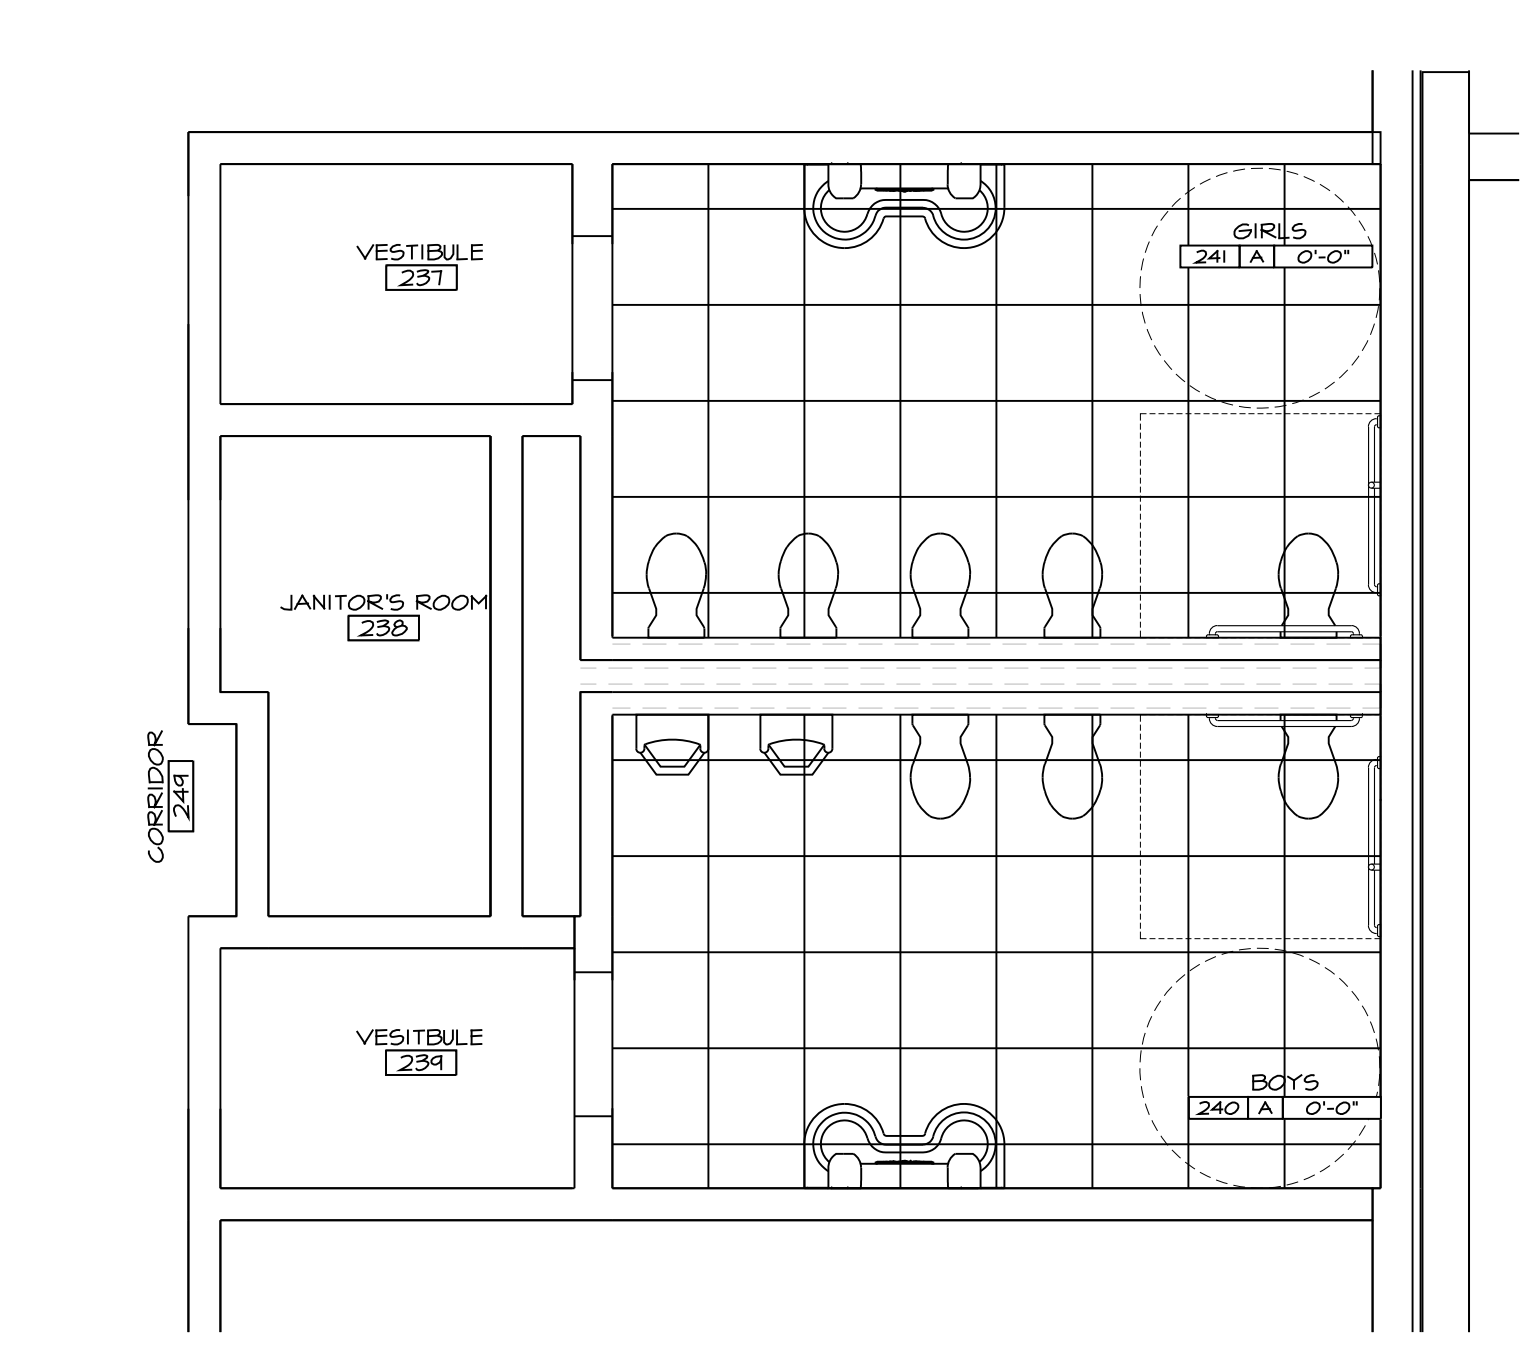 GIRLS
241 A 0'-0"
VESTIBULE
237
JANITOR'S ROOM
238
CORRIDOR
249
VESITBULE
239
BOYS
240 A 0'-0"